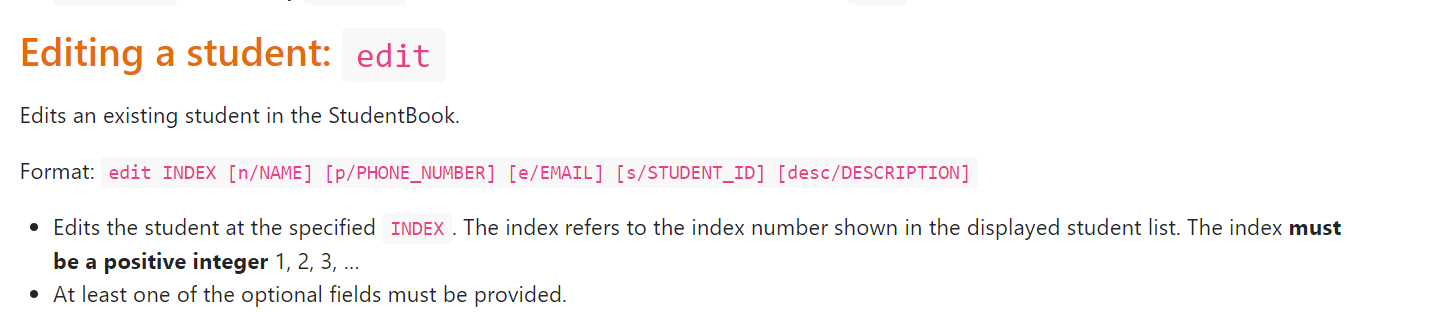 Editing a student: edit
Edits an existing student in the StudentBook.
Format: edit INDEX [n/NAME] [p/PHONE_NUMBER] [e/EMAIL] [s/STUDENT_ID] [desc/DESCRIPTION]
• Edits the student at the specified INDEX. The index refers to the index number shown in the displayed student list. The index must
be a positive integer 1, 2, 3, …
• At least one of the optional fields must be provided.